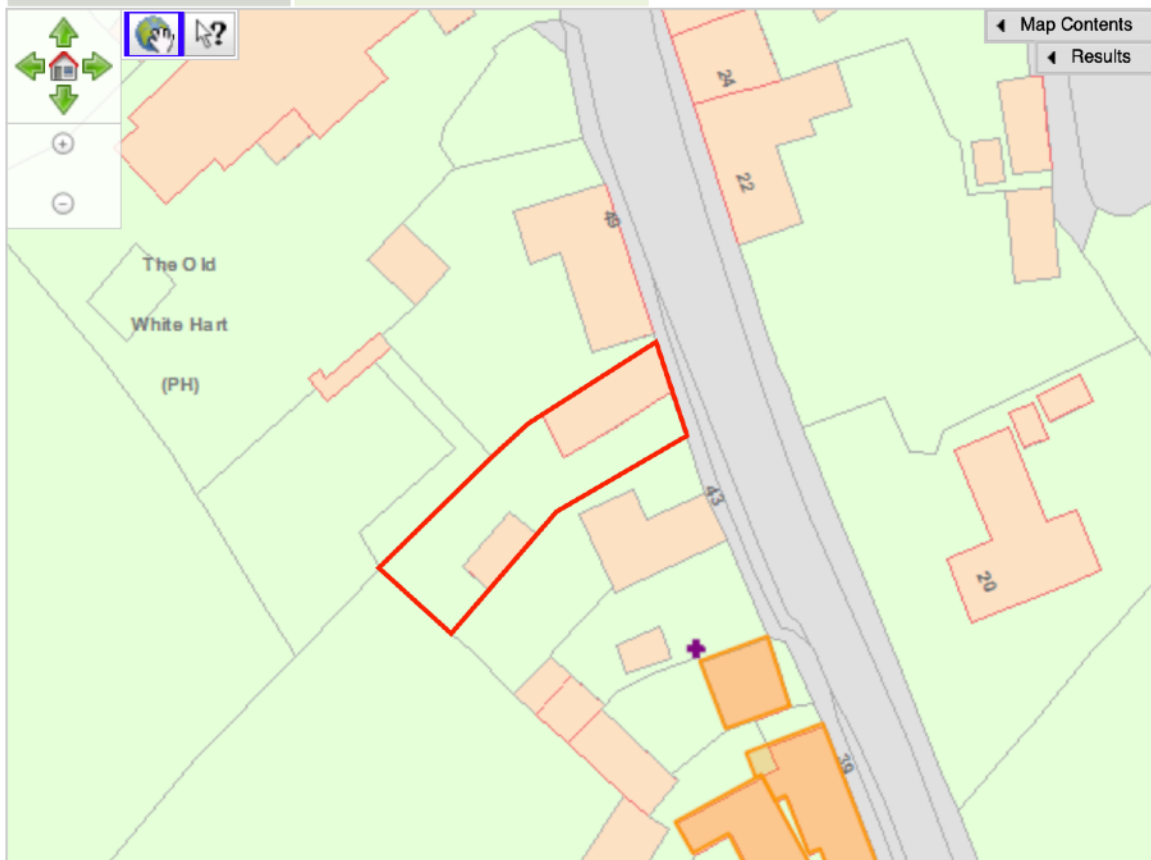 Map Contents
Results
?
24
22
49
The Old
White Hart
(PH)
43
20
39